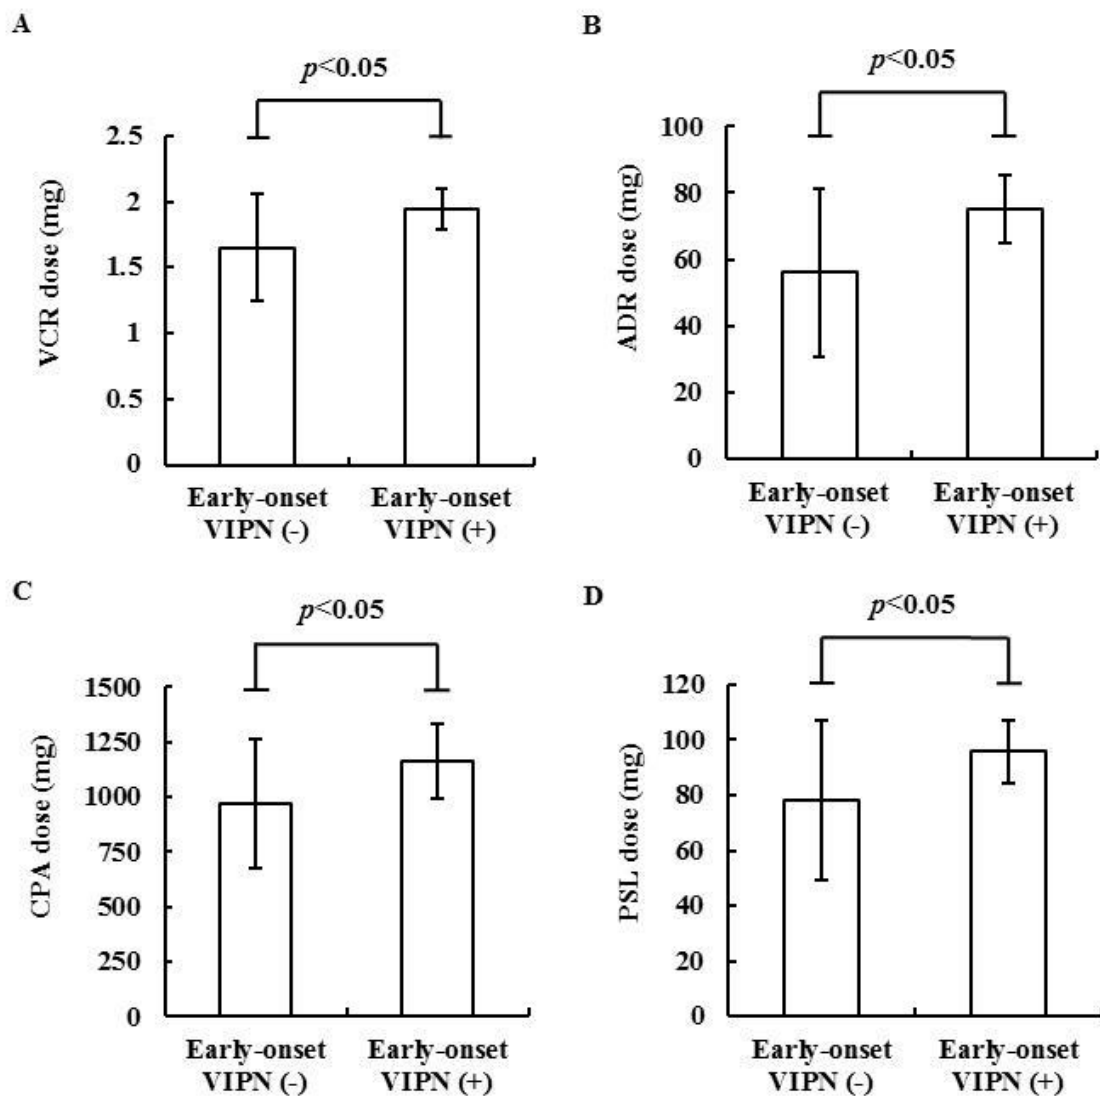 A
p<0.05
VCR dose (mg)
2.5
2
1.5
1
0.5
0
Early-onset
VIPN (-)
Early-onset
VIPN (+)
B
p<0.05
ADR dose (mg)
100
80
60
40
20
0
Early-onset
VIPN (-)
Early-onset
VIPN (+)
C
p<0.05
CPA dose (mg)
1500
1250
1000
750
500
250
0
Early-onset
VIPN (-)
Early-onset
VIPN (+)
D
p<0.05
PSL dose (mg)
120
100
80
60
40
20
0
Early-onset
VIPN (-)
Early-onset
VIPN (+)